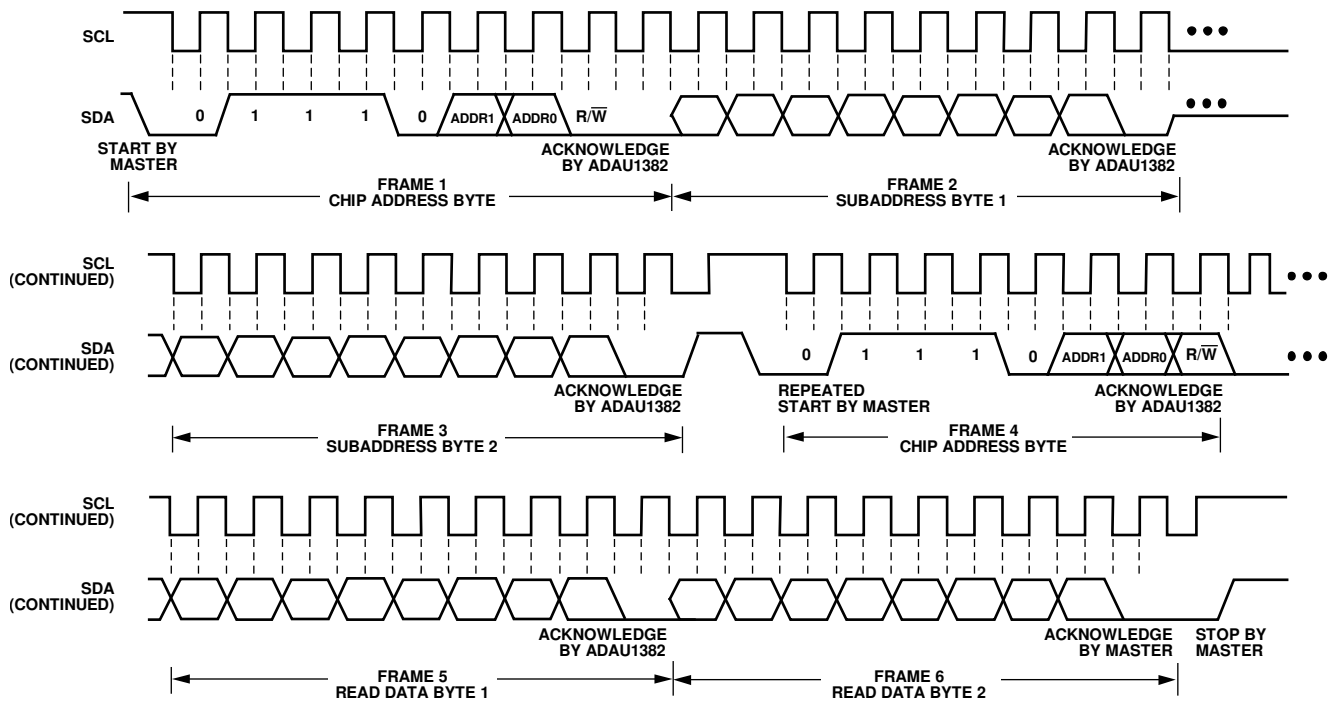 SCL
SDA
0 1 1 1 0 ADDR1 ADDR0 R/W̅
START BY
MASTER
ACKNOWLEDGE
BY ADAU1382
ACKNOWLEDGE
BY ADAU1382
FRAME 1
CHIP ADDRESS BYTE
FRAME 2
SUBADDRESS BYTE 1
SCL
(CONTINUED)
SDA
(CONTINUED)
0 1 1 1 0 ADDR1 ADDR0 R/W̅
ACKNOWLEDGE
BY ADAU1382
REPEATED
START BY MASTER
ACKNOWLEDGE
BY ADAU1382
FRAME 3
SUBADDRESS BYTE 2
FRAME 4
CHIP ADDRESS BYTE
SCL
(CONTINUED)
SDA
(CONTINUED)
ACKNOWLEDGE
BY ADAU1382
ACKNOWLEDGE
BY MASTER
STOP BY
MASTER
FRAME 5
READ DATA BYTE 1
FRAME 6
READ DATA BYTE 2